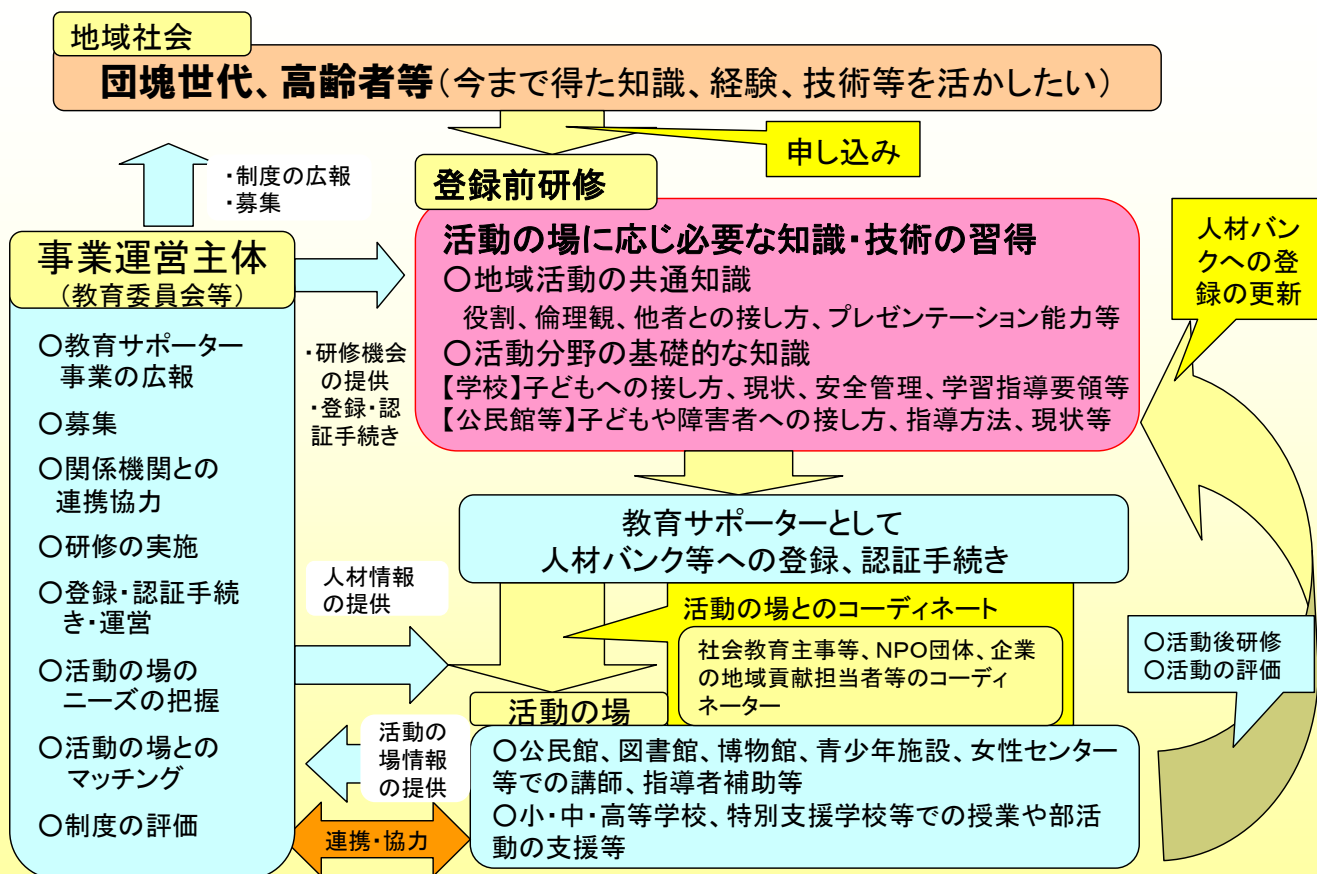 地域社会
団塊世代、高齢者等(今まで得た知識、経験、技術等を活かしたい)
申し込み
・制度の広報
・募集
登録前研修
活動の場に応じ必要な知識・技術の習得
〇地域活動の共通知識
役割、倫理観、他者との接し方、プレゼンテーション能力等
〇活動分野の基礎的な知識
【学校】子どもへの接し方、現状、安全管理、学習指導要領等
【公民館等】子どもや障害者への接し方、指導方法、現状等
人材バン
クへの登
録の更新
事業運営主体
(教育委員会等)
〇教育サポーター
事業の広報
〇募集
〇関係機関との
連携協力
〇研修の実施
〇登録・認証手続
き・運営
〇活動の場の
ニーズの把握
〇活動の場との
マッチング
〇制度の評価
・研修機会
の提供
・登録・認
証手続き
教育サポーターとして
人材バンク等への登録、認証手続き
人材情報
の提供
活動の場とのコーディネート
社会教育主事等、NPO団体、企業
の地域貢献担当者等のコーディ
ネーター
〇活動後研修
〇活動の評価
活動の場
活動の
場情報
の提供
〇公民館、図書館、博物館、青少年施設、女性センター
等での講師、指導者補助等
〇小・中・高等学校、特別支援学校等での授業や部活
動の支援等
連携・協力